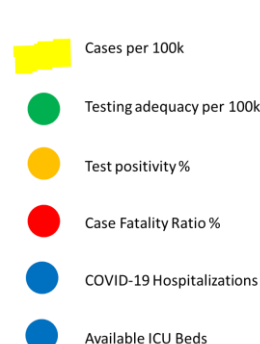 Cases per 100k
Testing adequacy per 100k
Test positivity %
Case Fatality Ratio %
COVID-19 Hospitalizations
Available ICU Beds